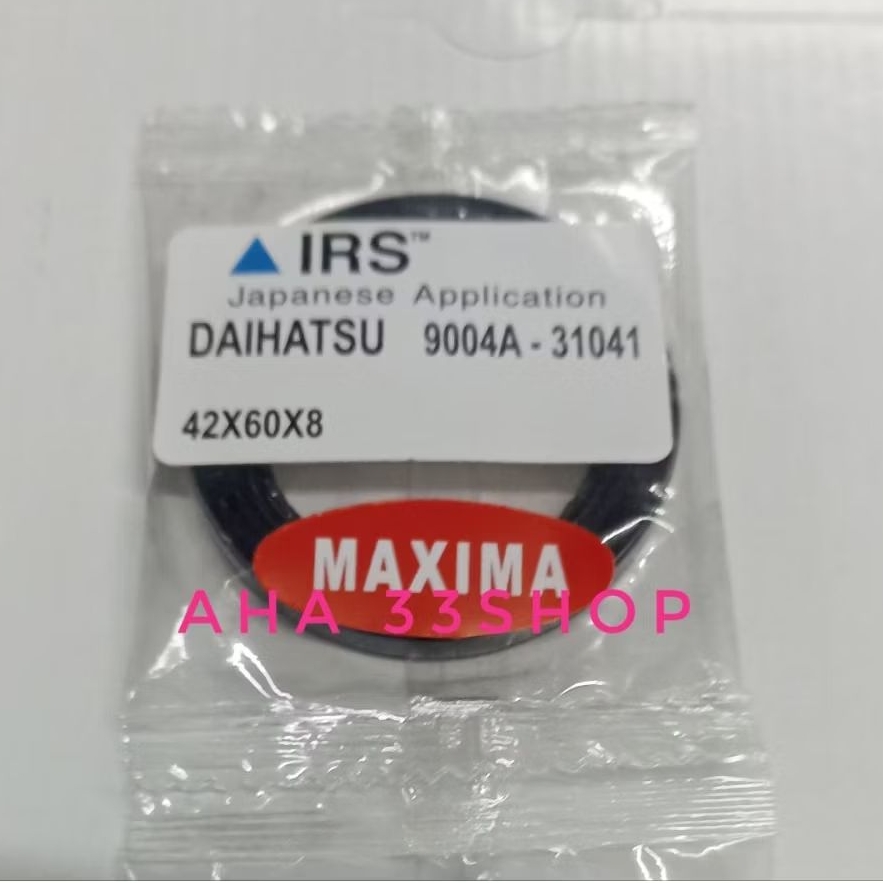 IRS™
Japanese Application
DAIHATSU 9004A - 31041
42X60X8
MAXIMA
AHA 33SHOP